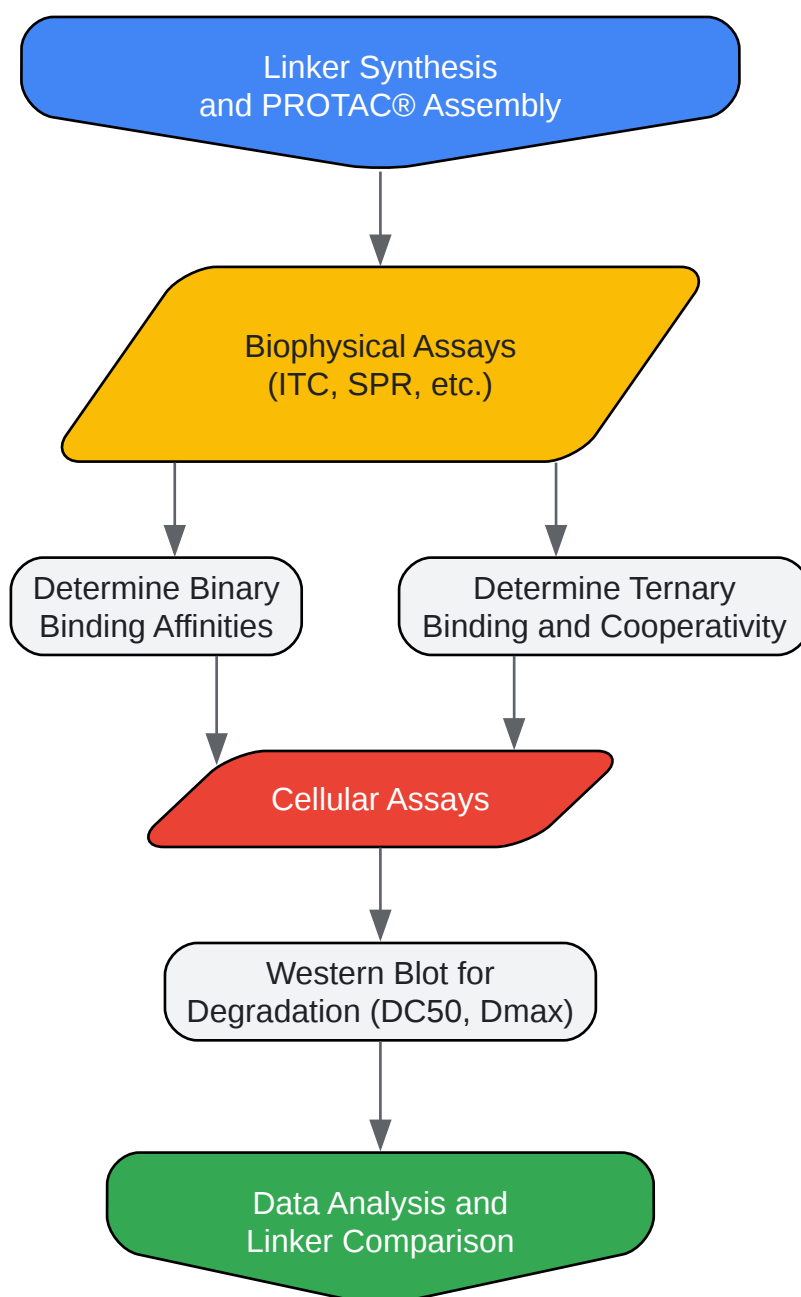 Linker Synthesis
and PROTAC® Assembly
Biophysical Assays
(ITC, SPR, etc.)
Determine Binary
Binding Affinities
Determine Ternary
Binding and Cooperativity
Cellular Assays
Western Blot for
Degradation (DC50, Dmax)
Data Analysis and
Linker Comparison